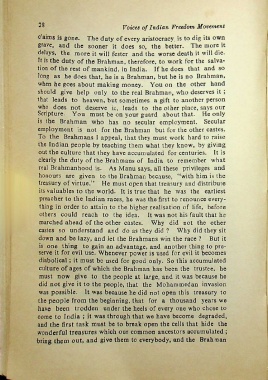 28 Voices of Indian Freedom Movement
claims is gone. The duty of every aristocracy is to dig its own
grave, and the sooner it does so, the better. The more it
delays, the more it will fester and the worse death it will die.
It is the duty of the Brahman, therefore, to work for the salva-
tion of the rest of mankind, in India. If he does that and so
long as he does that, he is a Brahman, but he is no Brahman,
when he goes about making money. You on the other hand
should give help only to the real Brahman, who deserves it ;
that leads to heaven, but sometimes a gift to another person
who does not deserve it, leads to the other place, says our
Scripture. You must be on your guard about that. He only
is the Brahman who has no secular employment. Secular
employment is not for the Brahman but for the other castes.
To the Brahmans I appeal, that they must work hard to raise
the Indian people by teaching them what they know, by giving
out the culture that they have accumulated for centuries. It is
clearly the duty of the Brahmans of India to remember what
real Brahmanhood is. As Manu says, all these privileges and
honours are given to the Brahman because, "with him is the
treasury of virtue." He must open that treasury and distribute
its valuables to the world. It is true that he was the earliest
preacher to the Indian races, he was the first to renounce every-
thing in order to attain to the higher realisation of life, before
others could reach to the idea. It was not his fault that he
marched ahead of the other castes. Why did not the other
castes so understand and do as they did ? Why did they sit
down and be lazy, and let the Brahmans win the race ? But it
is one thing to gain an advantage, and another thing to pre-
serve it for evil use. Whenever power is used for evil it becomes
diabolical ; it must be used for good only. So this accumulated
culture of ages of which the Brahman has been the trustee, he
must now give to the people at large, and it was because he
did not give it to the people, that the Mohamondan invasion
was possible. It was because he did not open this treasury to
the people from the beginning, that for a thousand years we
have been trodden under the heels of every one who chose to
come to India ; it was through that we have become degraded,
and the first task must be to break open the cells that hide the
wonderful treasures which our common ancestors accumulated ;
bring them out, and give them to everybody, and the Brahman